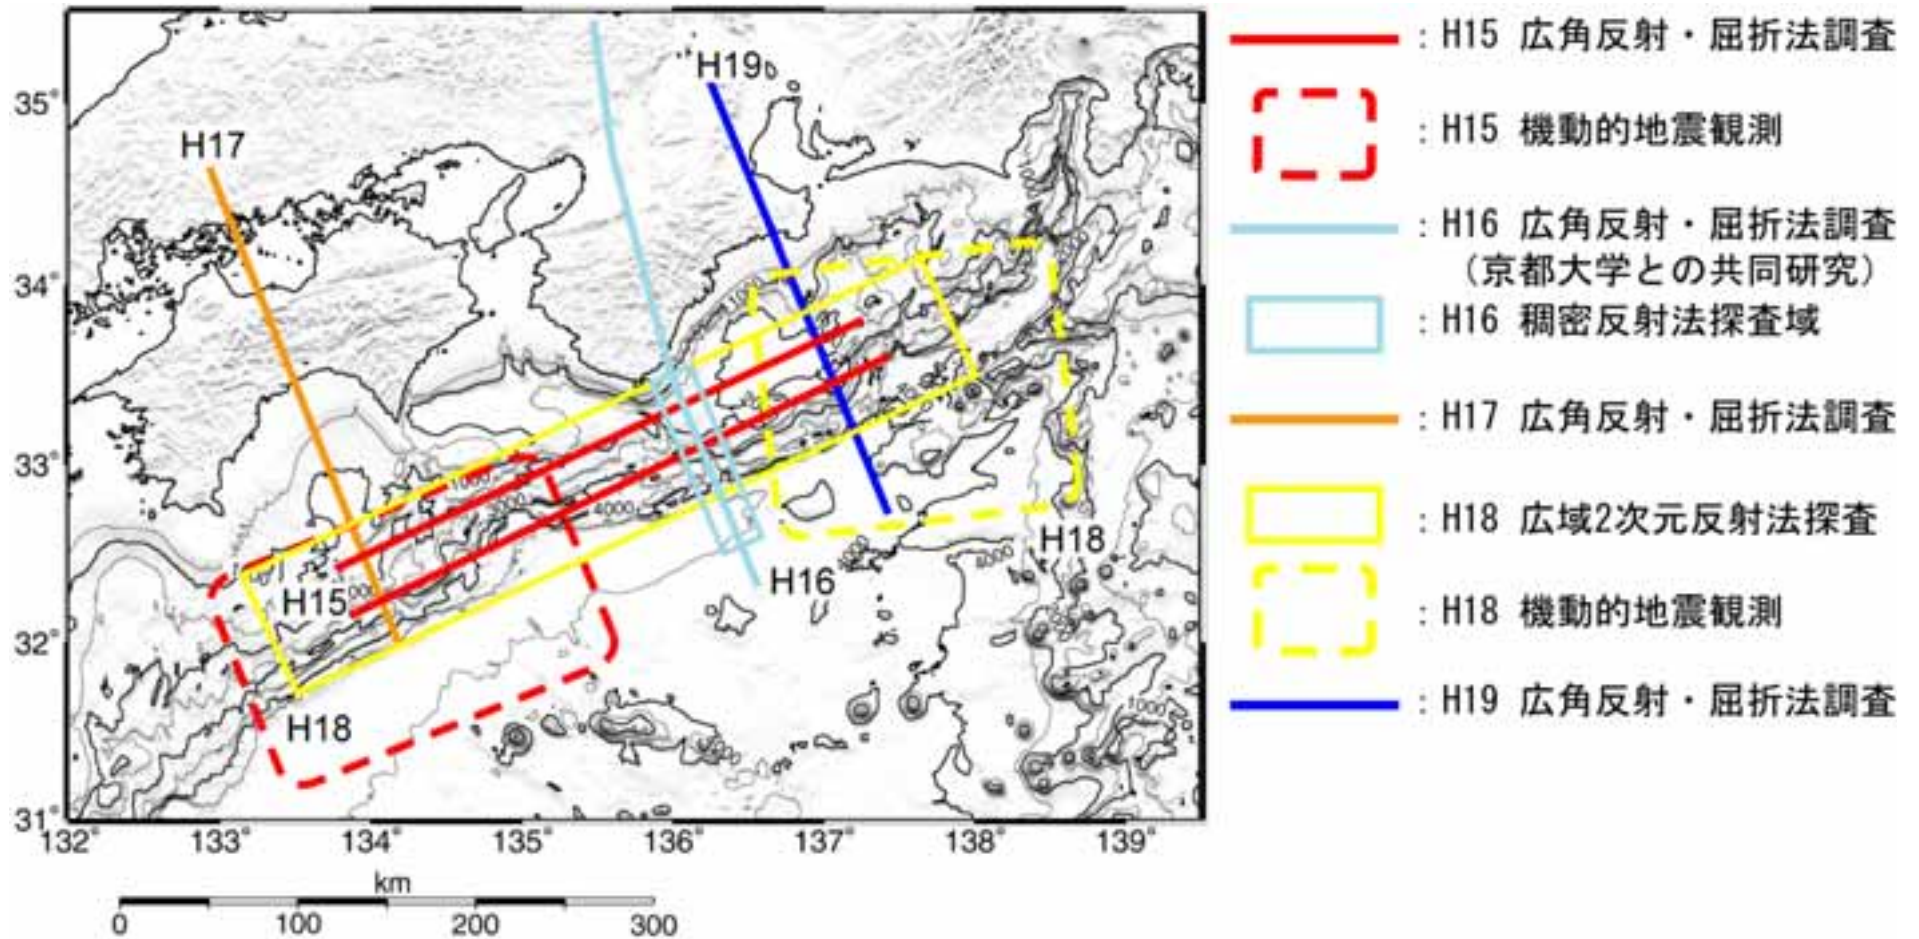 H19
H17
H15
H16
H18
H18
1000
4000
35°
34°
33°
32°
31°
132°
133°
134°
135°
136°
137°
138°
139°
km
0
100
200
300
: H15 広角反射・屈折法調査
: H15 機動的地震観測
: H16 広角反射・屈折法調査
（京都大学との共同研究）
: H16 稠密反射法探査域
: H17 広角反射・屈折法調査
: H18 広域2次元反射法探査
: H18 機動的地震観測
: H19 広角反射・屈折法調査